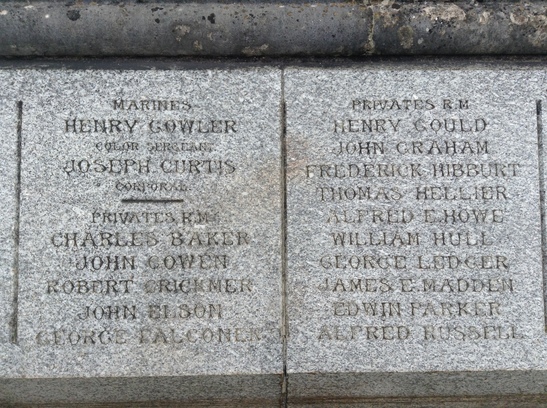 MARINES
HENRY GOWLER
COLOR SERGEANT
JOSEPH CURTIS
CORPORAL
PRIVATES R.M.
CHARLES BAKER
JOHN COWEN
ROBERT CRICKMER
JOHN ELSON
GEORGE FALCONER
PRIVATES R.M
HENRY GOULD
JOHN GRAHAM
FREDERICK HIBBURT
THOMAS HELLIER
ALFRED E. HOWE
WILLIAM HULL
GEORGE LEDGER
JAMES E. MADDEN
EDWIN PARKER
ALFRED RUSSELL